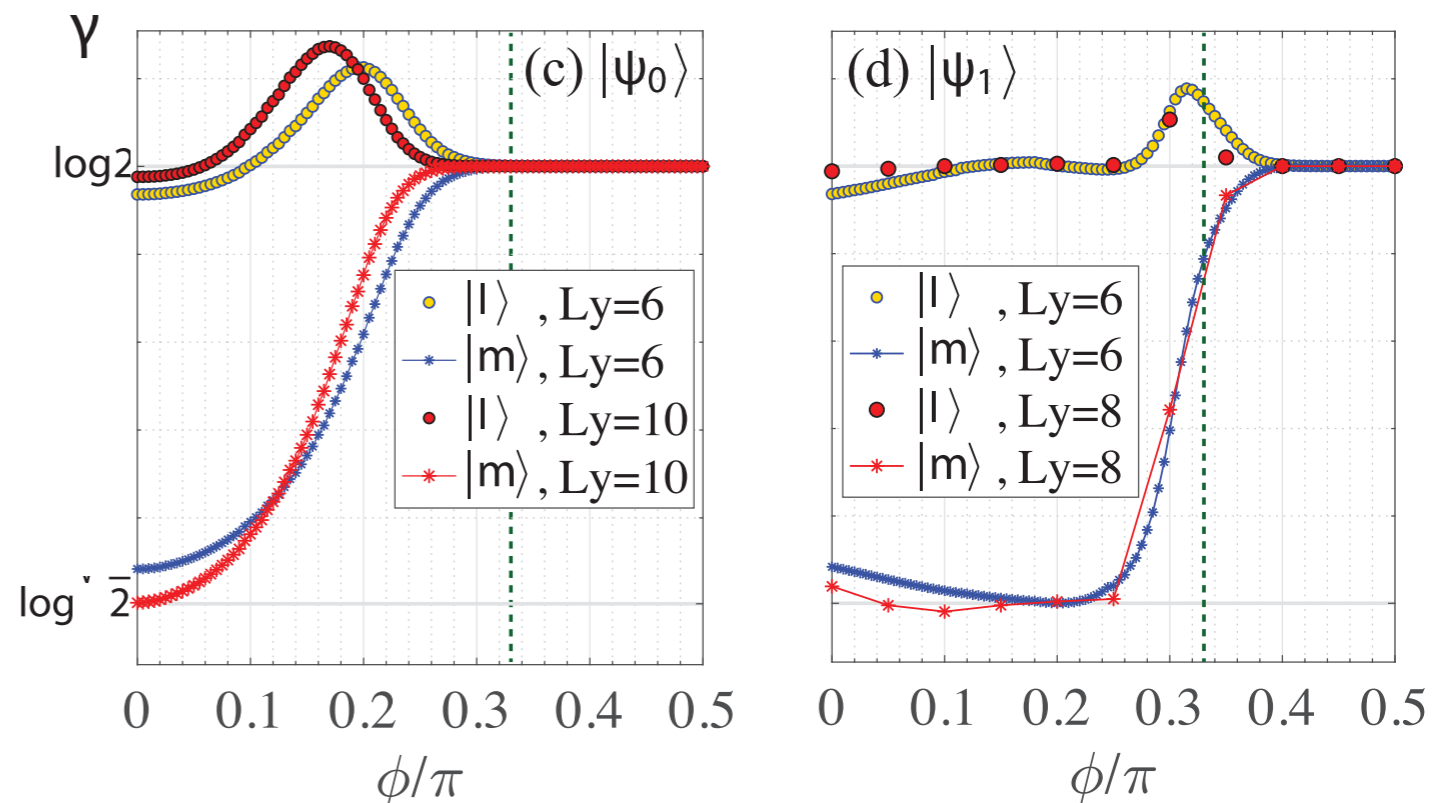 γ
(c) |ψ₀⟩
log2
|I⟩ , Ly=6
|m⟩ , Ly=6
|I⟩ , Ly=10
|m⟩ , Ly=10
log 2
0 0.1 0.2 0.3 0.4 0.5
ϕ/π
(d) |ψ₁⟩
|I⟩ , Ly=6
|m⟩ , Ly=6
|I⟩ , Ly=8
|m⟩ , Ly=8
0 0.1 0.2 0.3 0.4 0.5
ϕ/π